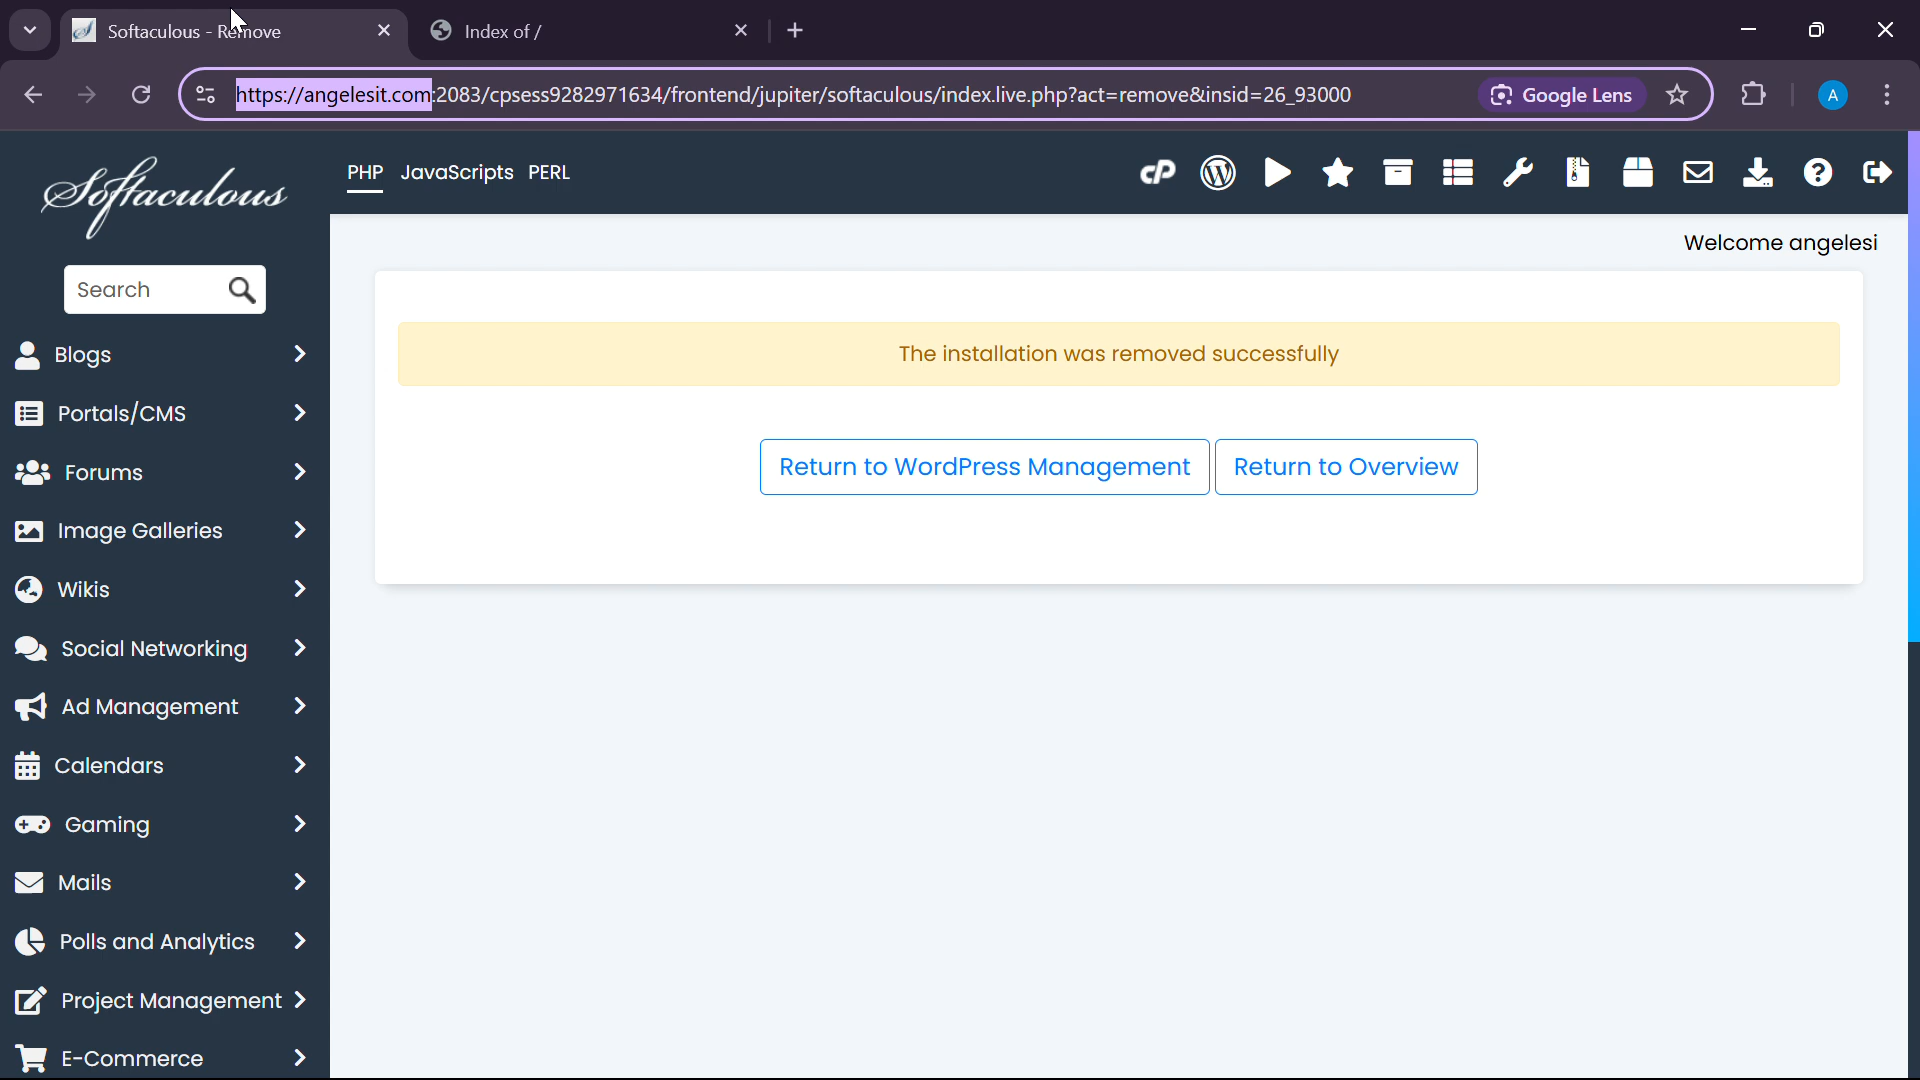 Softaculous - Remove
Index of /
https://angelesit.com:2083/cpsess9282971634/frontend/jupiter/softaculous/index.live.php?act=remove&insid=26_93000
Google Lens
A
Softaculous
PHP JavaScripts PERL
cP
Welcome angelesi
Search
The installation was removed successfully
Return to WordPress Management
Return to Overview
Blogs
Portals/CMS
Forums
Image Galleries
Wikis
Social Networking
Ad Management
Calendars
Gaming
Mails
Polls and Analytics
Project Management
E-Commerce